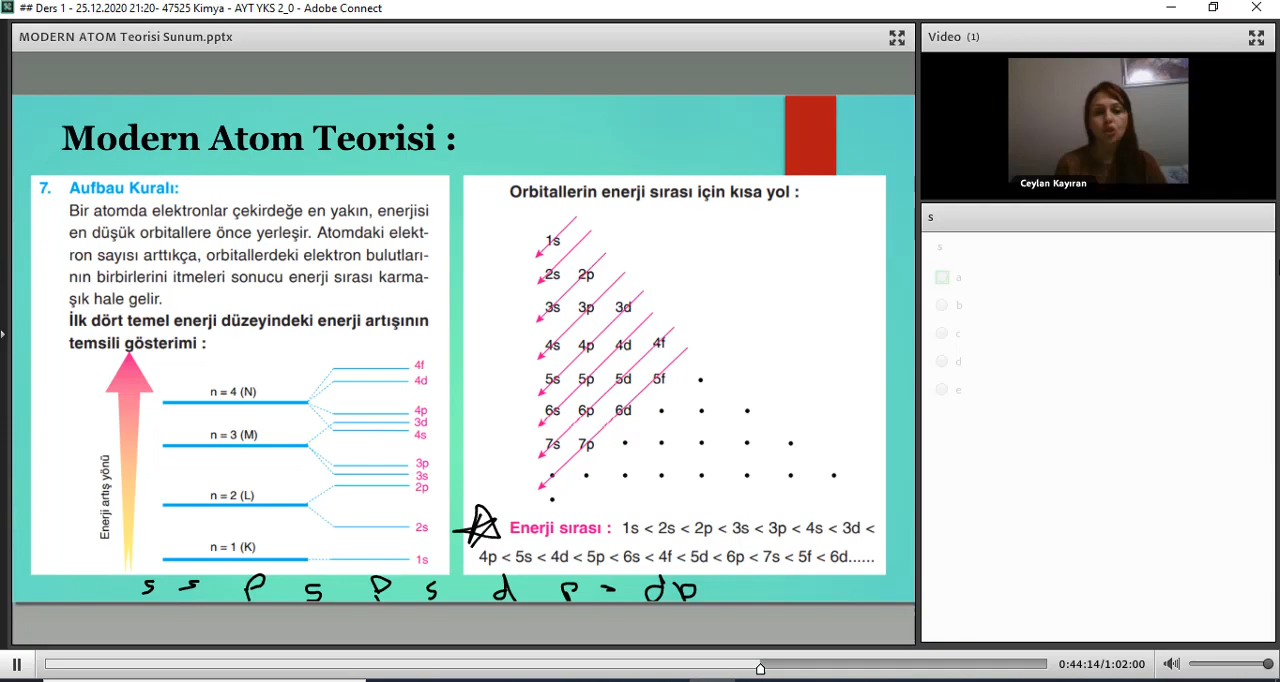 ## Ders 1 - 25.12.2020 21:20- 47525 Kimya - AYT YKS 2_0 - Adobe Connect
MODERN ATOM Teorisi Sunum.pptx
Modern Atom Teorisi :
7. Aufbau Kuralı:
Bir atomda elektronlar çekirdeğe en yakın, enerjisi
en düşük orbitallere önce yerleşir. Atomdaki elekt-
ron sayısı arttıkça, orbitallerdeki elektron bulutları-
nın birbirlerini itmeleri sonucu enerji sırası karma-
şık hale gelir.
İlk dört temel enerji düzeyindeki enerji artışının
temsili gösterimi :
Enerji artış yönü
4f
4d
n = 4 (N)
4p
3d
4s
n = 3 (M)
3p
3s
2p
n = 2 (L)
2s
n = 1 (K)
1s
Orbitallerin enerji sırası için kısa yol :
1s
2s 2p
3s 3p 3d
4s 4p 4d 4f
5s 5p 5d 5f
6s 6p 6d
7s 7p
Enerji sırası : 1s < 2s < 2p < 3s < 3p < 4s < 3d <
4p < 5s < 4d < 5p < 6s < 4f < 5d < 6p < 7s < 5f < 6d......
s s p s p s d p s d p
Video (1)
Ceylan Kayıran
s
s
a
b
c
d
e
0:44:14/1:02:00